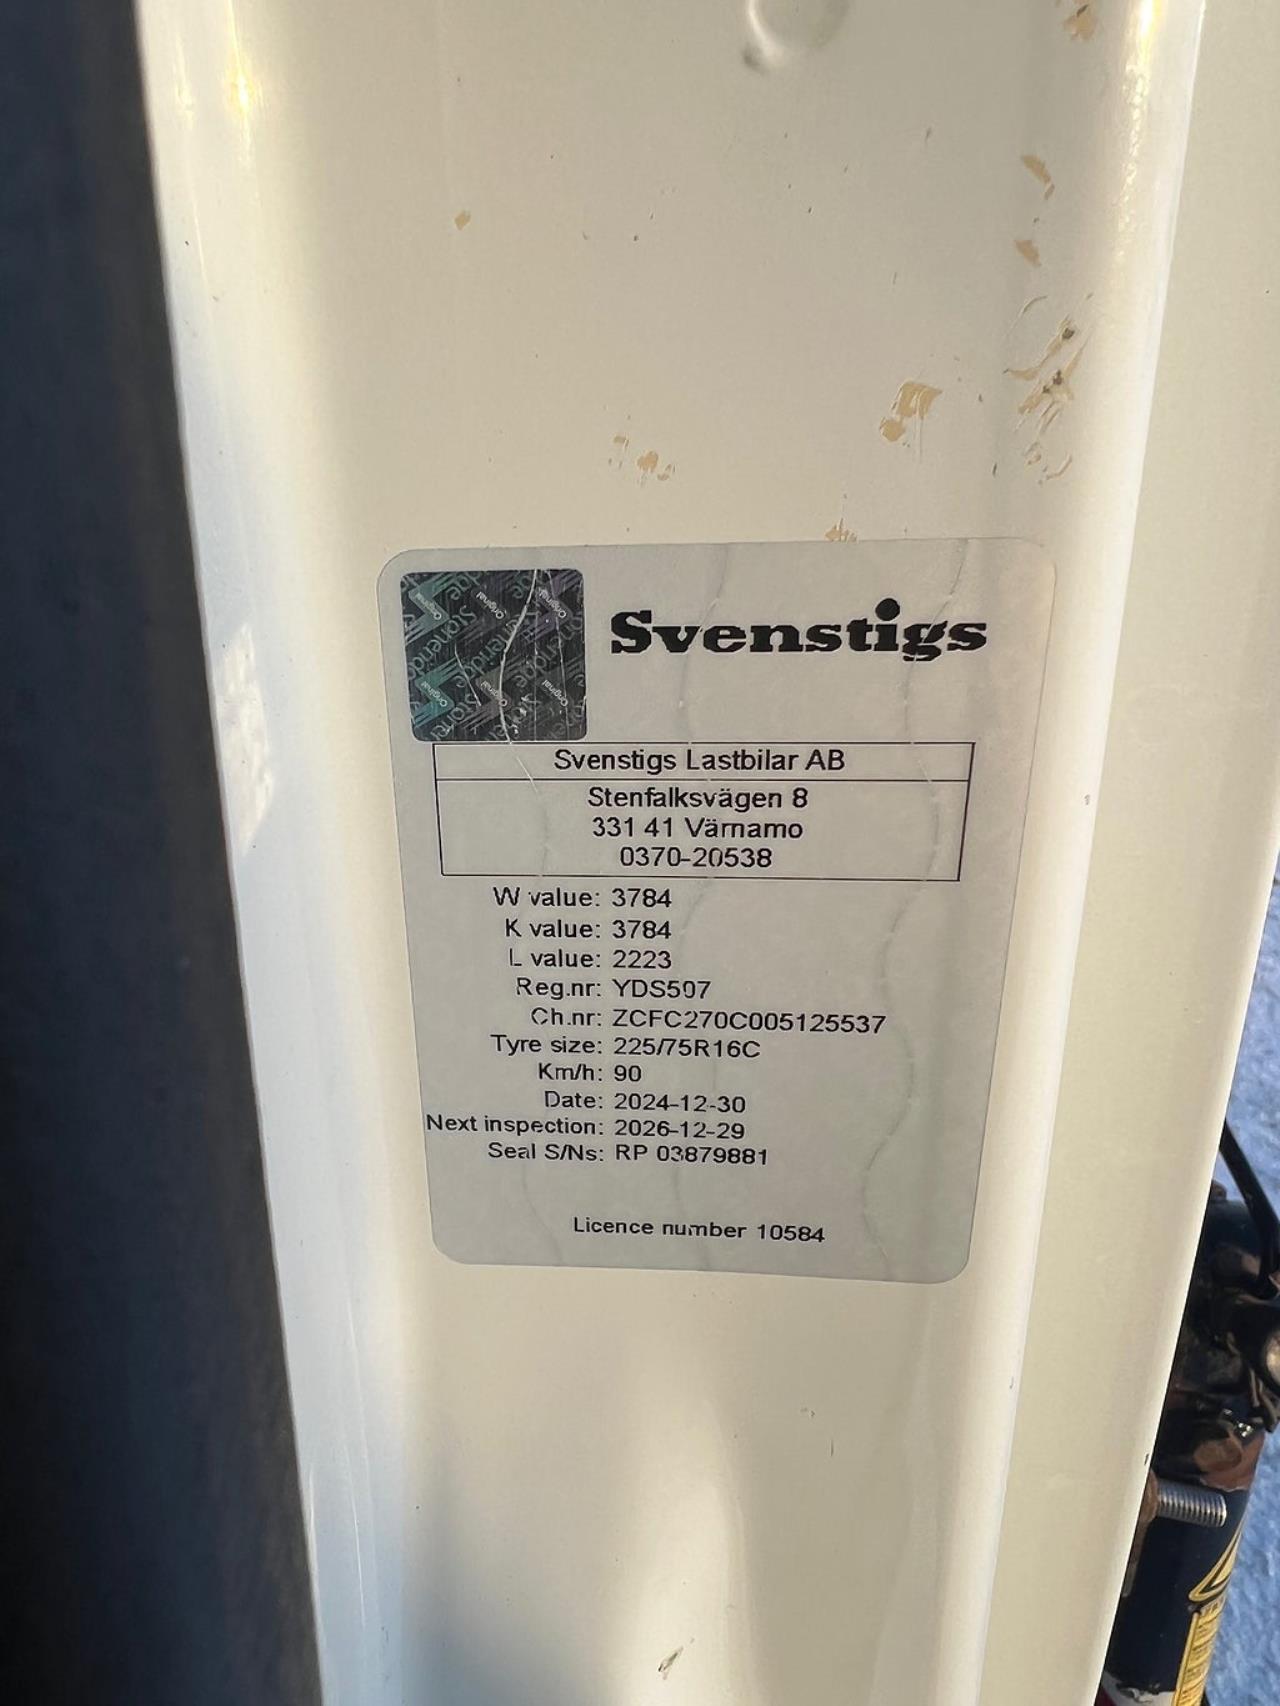 Stoneridge
Original
Svenstigs
Svenstigs Lastbilar AB
Stenfalksvägen 8
331 41 Värnamo
0370-20538
W value: 3784
K value: 3784
L value: 2223
Reg.nr: YDS507
Ch.nr: ZCFC270C005125537
Tyre size: 225/75R16C
Km/h: 90
Date: 2024-12-30
Next inspection: 2026-12-29
Seal S/Ns: RP 03879881
Licence number 10584